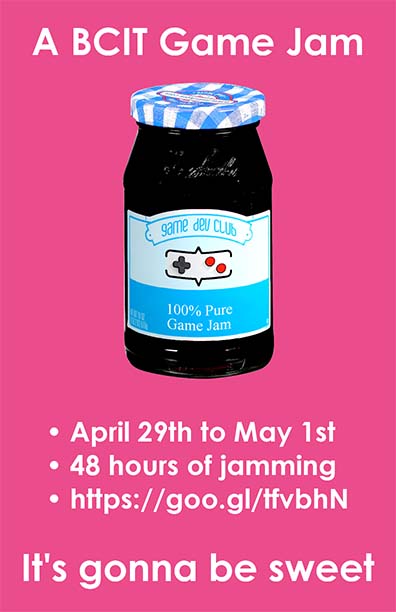 A BCIT Game Jam
game dev club
100% Pure
Game Jam
• April 29th to May 1st
• 48 hours of jamming
• https://goo.gl/tfvbhN
It's gonna be sweet